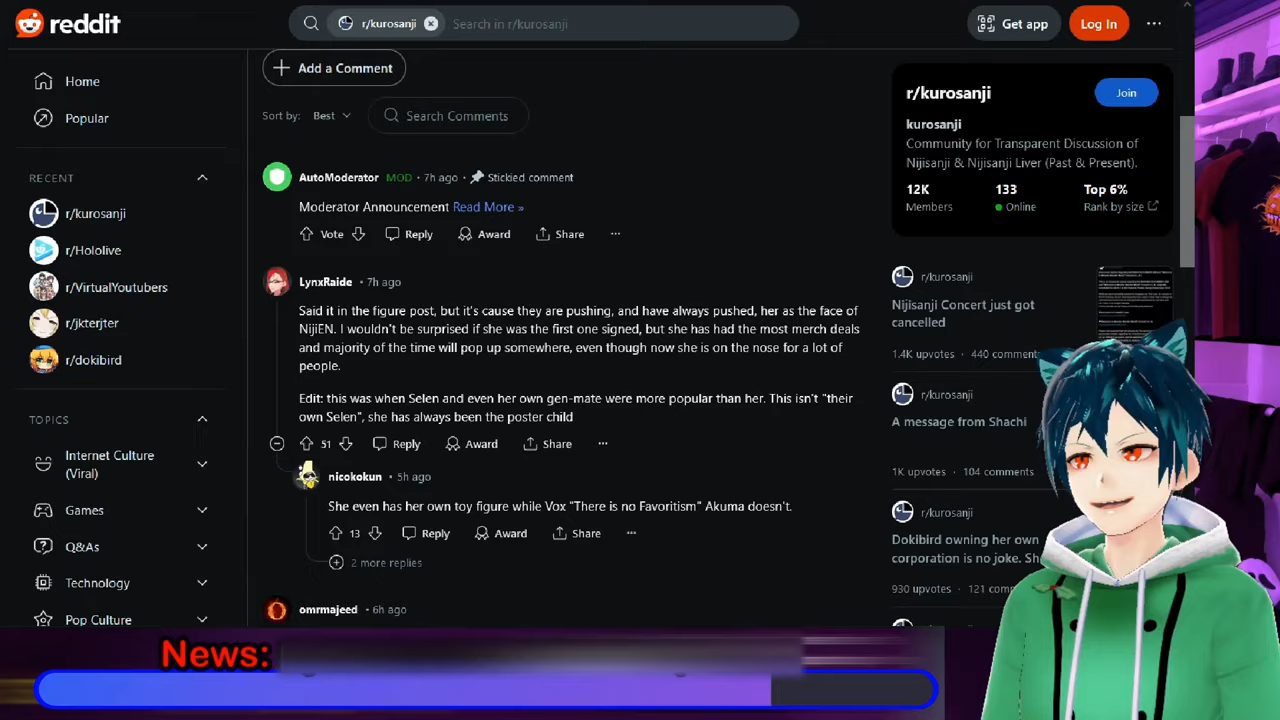 reddit
r/kurosanji
Search in r/kurosanji
Get app
Log In
Home
Popular
RECENT
r/kurosanji
r/Hololive
r/VirtualYoutubers
r/jkterjter
r/dokibird
TOPICS
Internet Culture
(Viral)
Games
Q&As
Technology
Pop Culture
Add a Comment
Sort by:
Best
Search Comments
AutoModerator MOD • 7h ago • Stickied comment
Moderator Announcement Read More »
Vote
Reply
Award
Share
LynxRaide • 7h ago
Said it in the figure
they are pushing, and have always pushed, her as the face of
NijiEN. I wouldn't be surprised if she was the first one signed, but she has had the most merch deals
and majority of the time will pop up somewhere, even though now she is on the nose for a lot of
people.
Edit: this was when Selen and even her own gen-mate were more popular than her. This isn't "their
own Selen", she has always been the poster child
51
Reply
Award
Share
nicokokun • 5h ago
She even has her own toy figure while Vox "There is no Favoritism" Akuma doesn't.
13
Reply
Award
Share
2 more replies
omrmajeed • 6h ago
r/kurosanji
Join
kurosanji
Community for Transparent Discussion of
Nijisanji & Nijisanji Liver (Past & Present).
12K
133
Top 6%
Members
Online
Rank by size
r/kurosanji
Nijisanji Concert just got
cancelled
1.4K upvotes • 440 comments
r/kurosanji
A message from Shachi
1K upvotes • 104 comments
r/kurosanji
Dokibird owning her own
corporation is no joke.
930 upvotes • 121
News: